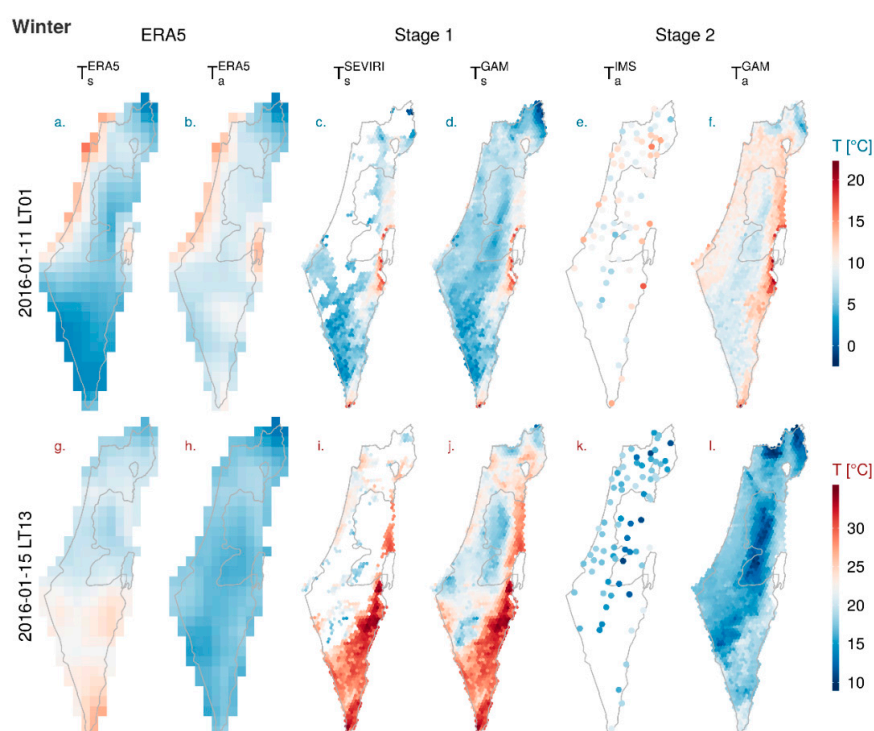 Winter
ERA5 Stage 1 Stage 2
T_s^ERA5 T_a^ERA5 T_s^SEVIRI T_s^GAM T_a^IMS T_a^GAM
2016-01-11 LT01
a. b. c. d. e. f.
T [°C]
20
15
10
5
0
2016-01-15 LT13
g. h. i. j. k. l.
T [°C]
30
25
20
15
10